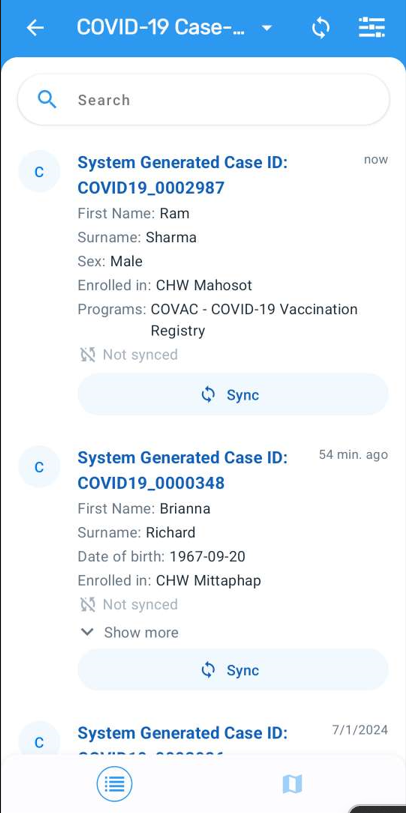 COVID-19 Case-...
Search
C
System Generated Case ID:
now
COVID19_0002987
First Name: Ram
Surname: Sharma
Sex: Male
Enrolled in: CHW Mahosot
Programs: COVAC - COVID-19 Vaccination
Registry
Not synced
Sync
C
System Generated Case ID:
54 min. ago
COVID19_0000348
First Name: Brianna
Surname: Richard
Date of birth: 1967-09-20
Enrolled in: CHW Mittaphap
Not synced
Show more
Sync
C
System Generated Case ID:
7/1/2024